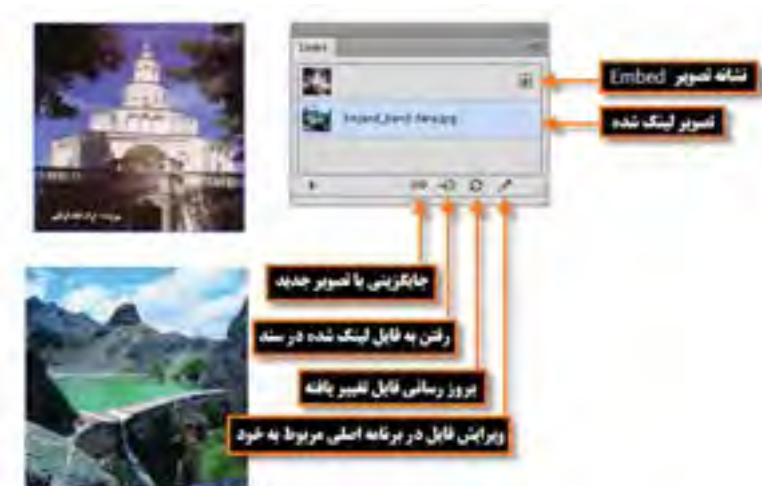 Links
نشانه تصویر Embed
تصویر لینک شده
جایگزینی با تصویر جدید
رفتن به فایل لینک شده در سند
بروز رسانی فایل تغییر یافته
ویرایش فایل در برنامه اصلی مربوط به خود